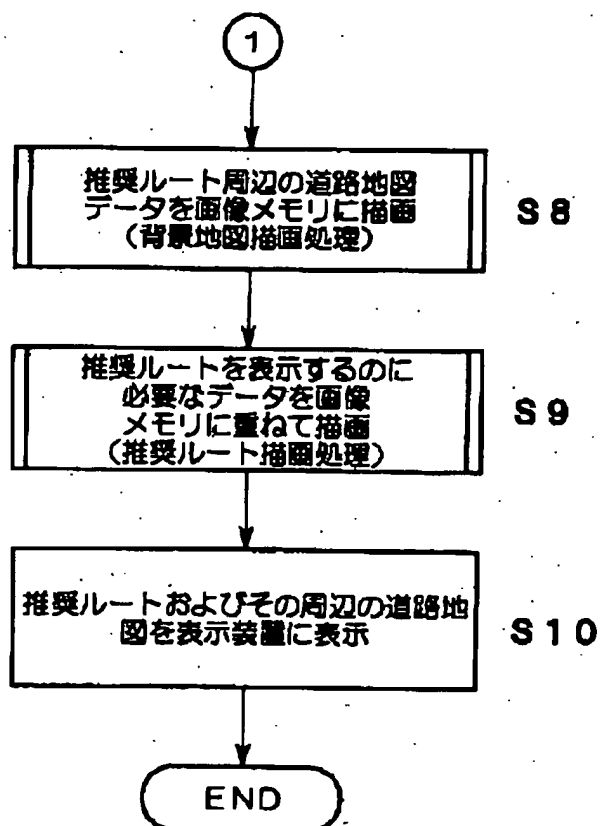 1
推奨ルート周辺の道路地図
データを画像メモリに描画
(背景地図描画処理)
S8
推奨ルートを表示するのに
必要なデータを画像
メモリに重ねて描画
(推奨ルート描画処理)
S9
推奨ルートおよびその周辺の道路地
図を表示装置に表示
S10
END